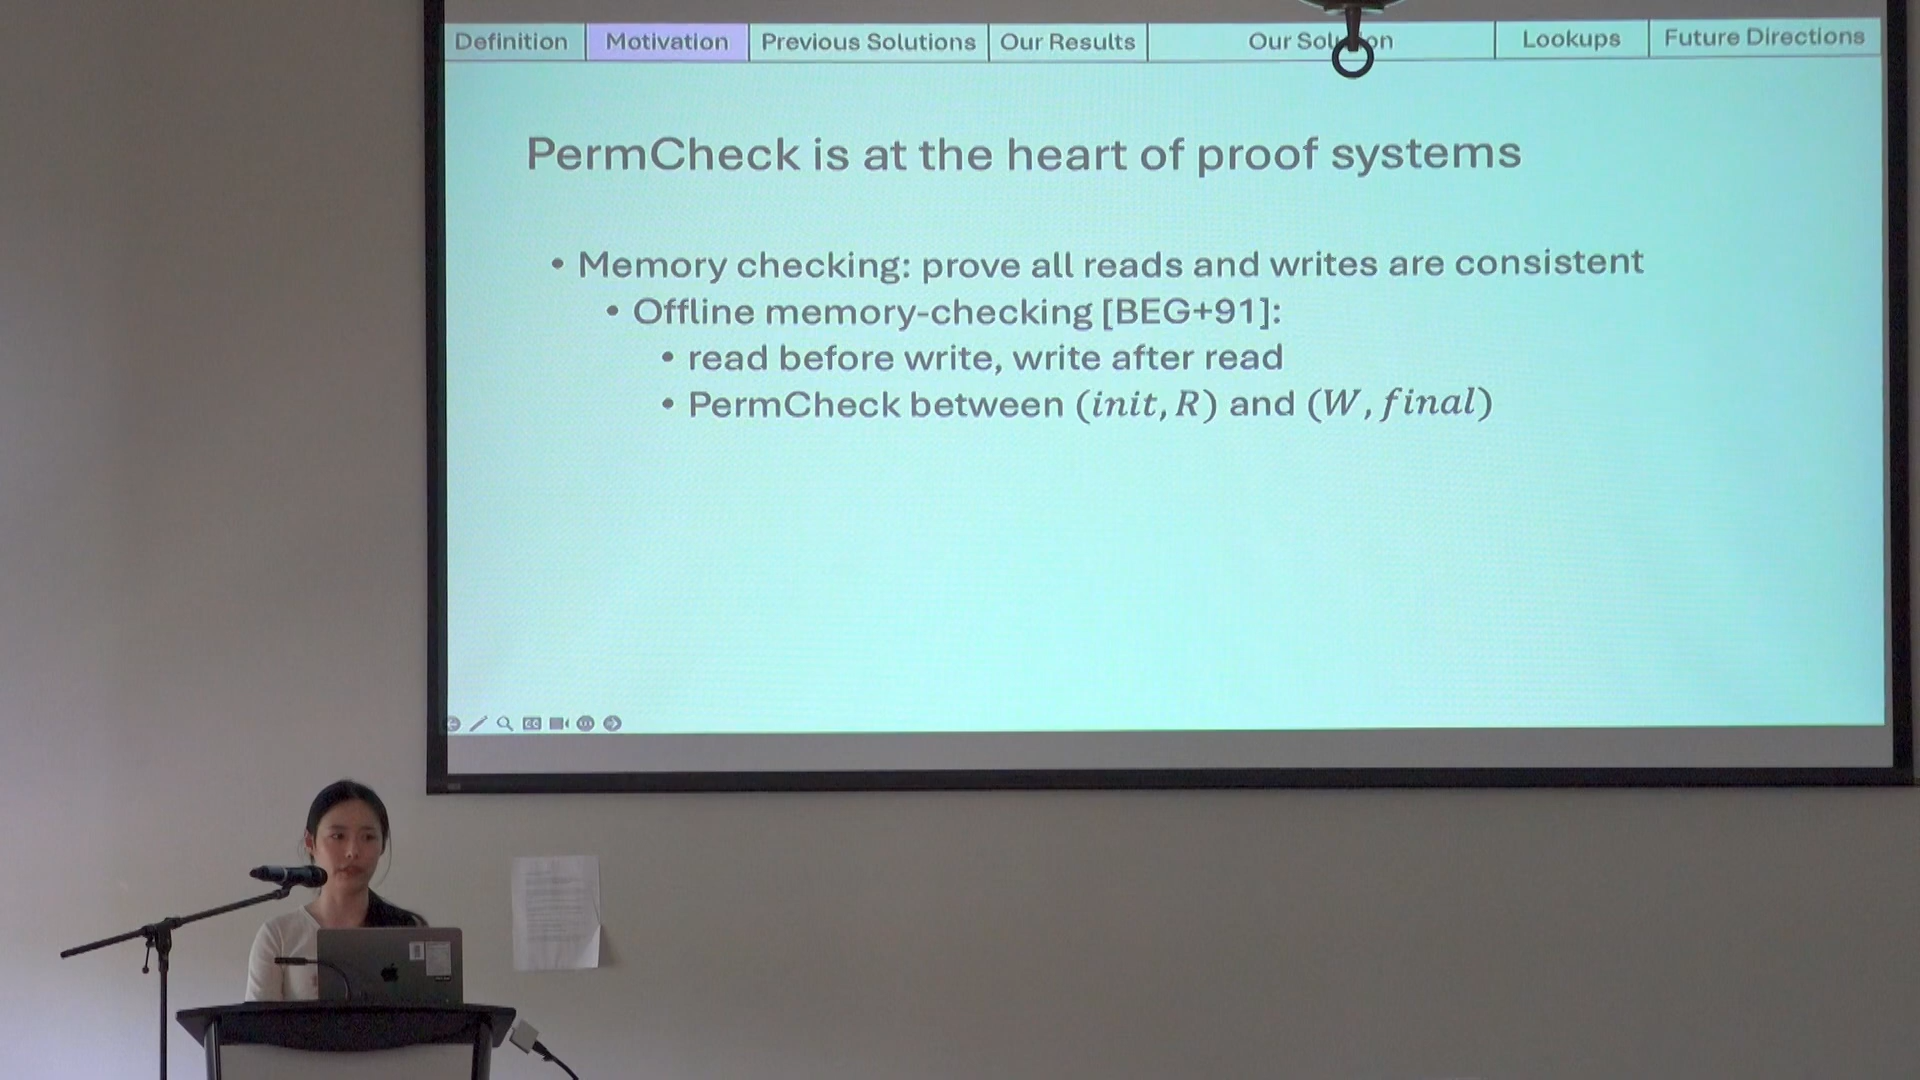 Definition
Motivation
Previous Solutions
Our Results
Our Solution
Lookups
Future Directions
PermCheck is at the heart of proof systems
• Memory checking: prove all reads and writes are consistent
• Offline memory-checking [BEG+91]:
• read before write, write after read
• PermCheck between (init, R) and (W, final)